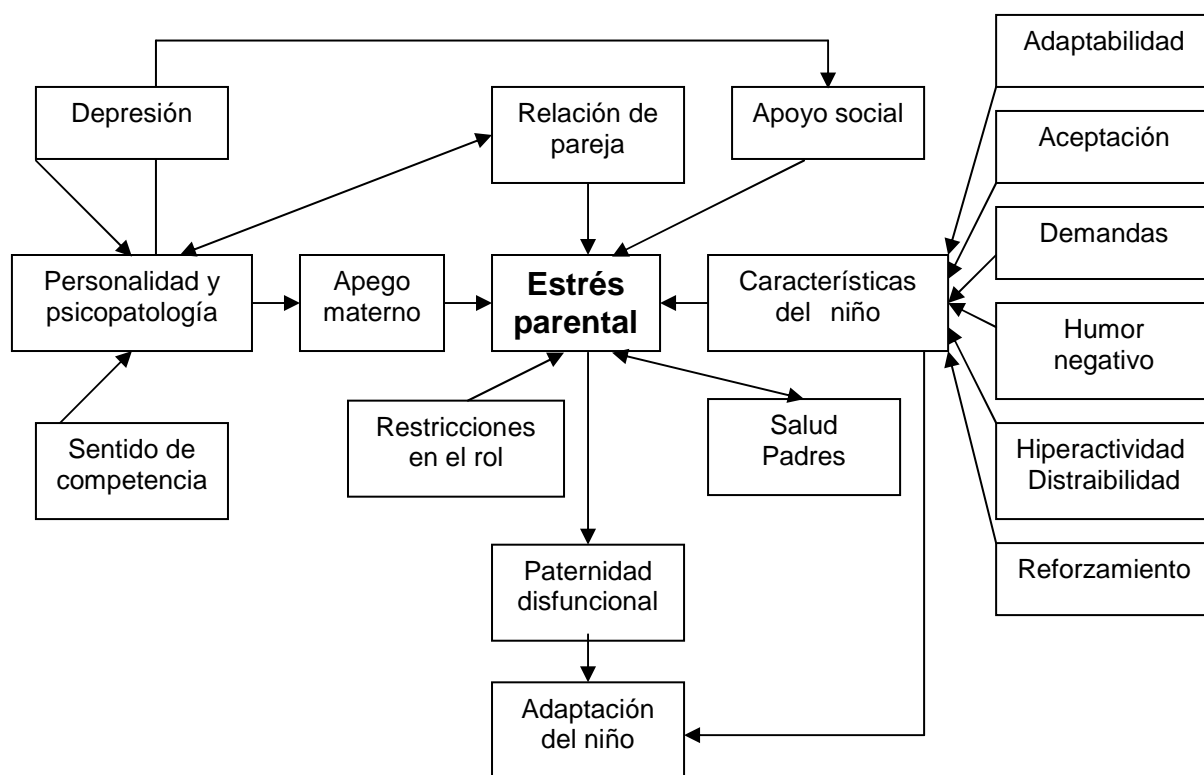 Adaptabilidad
Depresión
Relación de
pareja
Apoyo social
Aceptación
Demandas
Personalidad y
psicopatología
Apego
materno
Estrés
parental
Característícas
del niño
Humor
negativo
Restricciones
en el rol
Salud
Padres
Sentido de
competencia
Hiperactividad
Distraibilidad
Paternidad
disfuncional
Reforzamiento
Adaptación
del niño